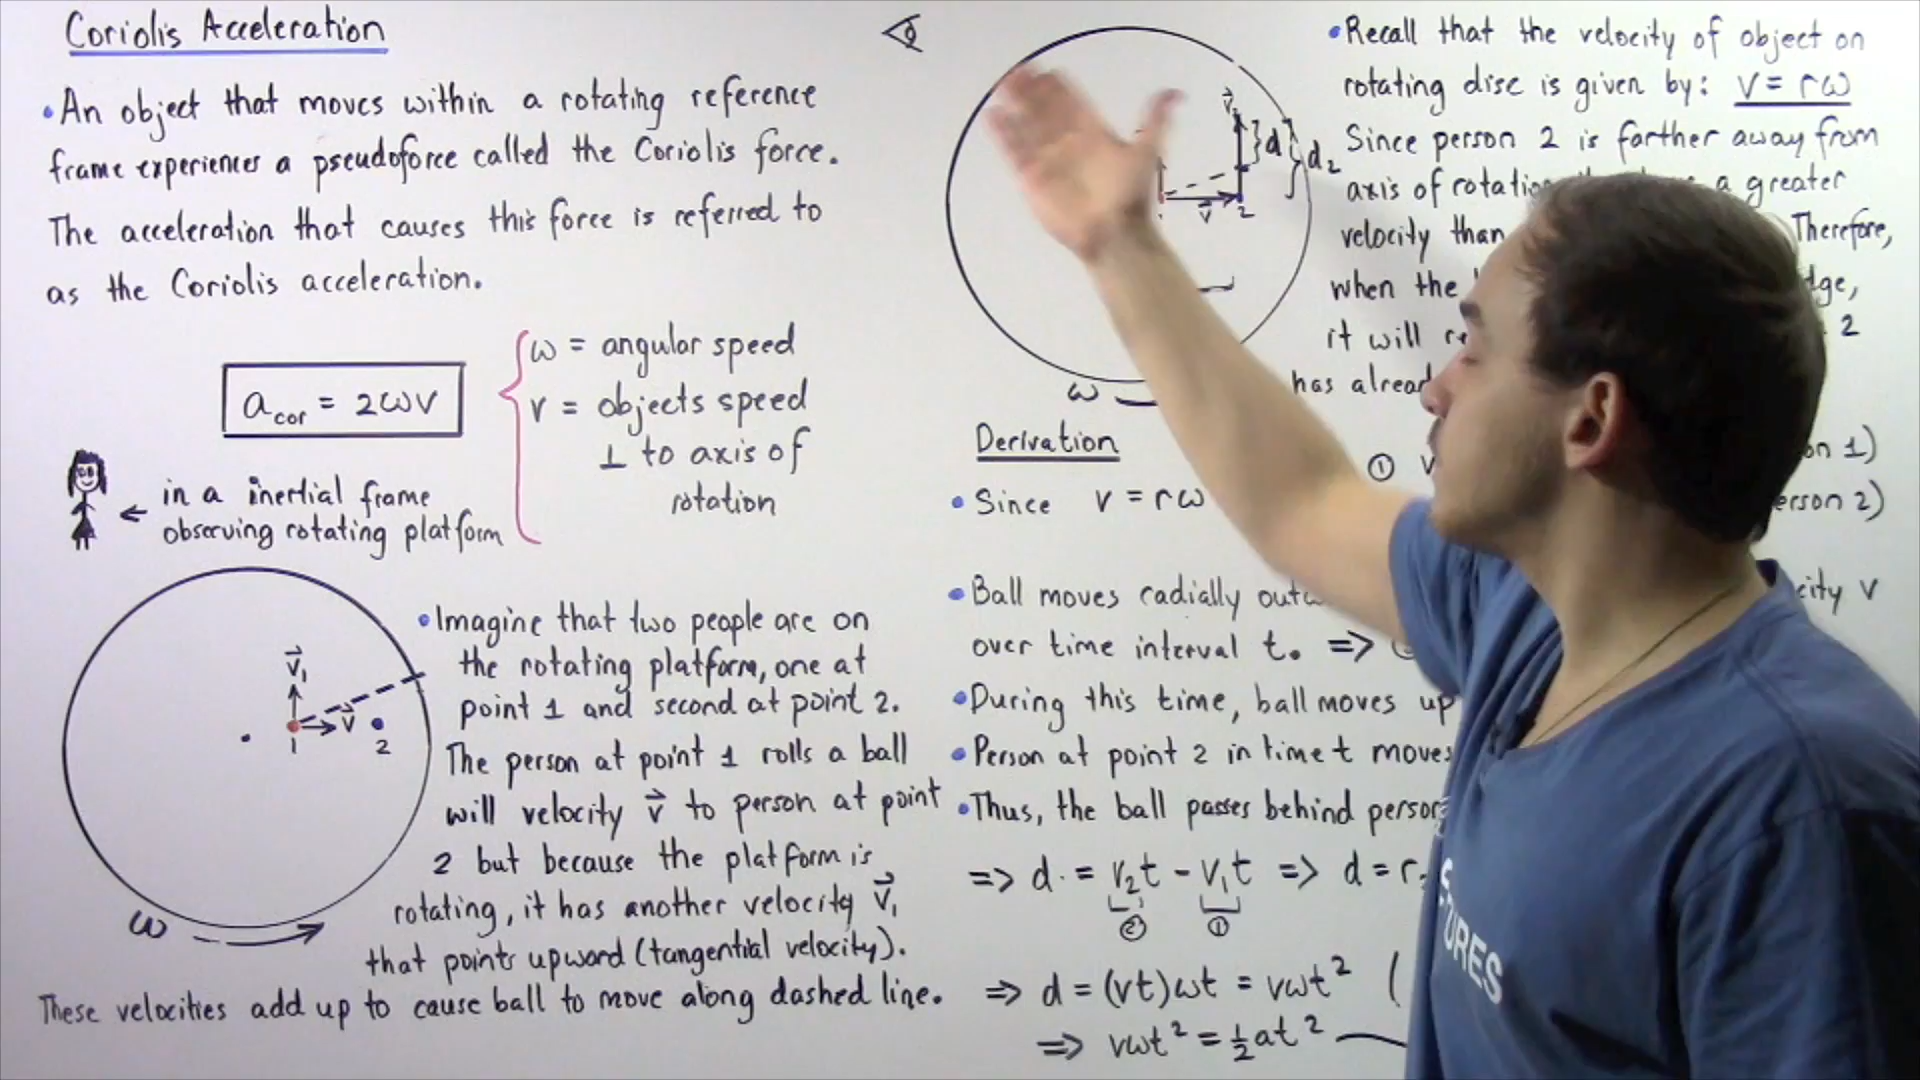 Coriolis Acceleration
• An object that moves within a rotating reference
frame experiences a pseudoforce called the Coriolis force.
The acceleration that causes this force is referred to
as the Coriolis acceleration.
a cor = 2ωv
ω = angular speed
v = objects speed
⊥ to axis of
rotation
← in a inertial frame
observing rotating platform
v⃗₁
v⃗
1
2
ω
• Imagine that two people are on
the rotating platform, one at
point 1 and second at point 2.
The person at point 1 rolls a ball
will velocity v⃗ to person at point
2 but because the platform is
rotating, it has another velocity v⃗₁
that points upward (tangential velocity).
These velocities add up to cause ball to move along dashed line.
d
d₂
v⃗
2
ω
• Recall that the velocity of object on
rotating disc is given by: v = rω
Since person 2 is farther away from
axis of a greater
velocity than Therefore,
when the
it will 2
has
Derivation
• Since v = rω
① 1)
2)
• Ball moves radially v
over time interval t. =>
• During this time, ball moves up
• Person at point 2 in time t moves
• Thus, the ball passes behind
=> d = v₂t - v₁t => d = r
② ①
=> d = (vt)ωt = vωt² (
=> vωt² = ½at²